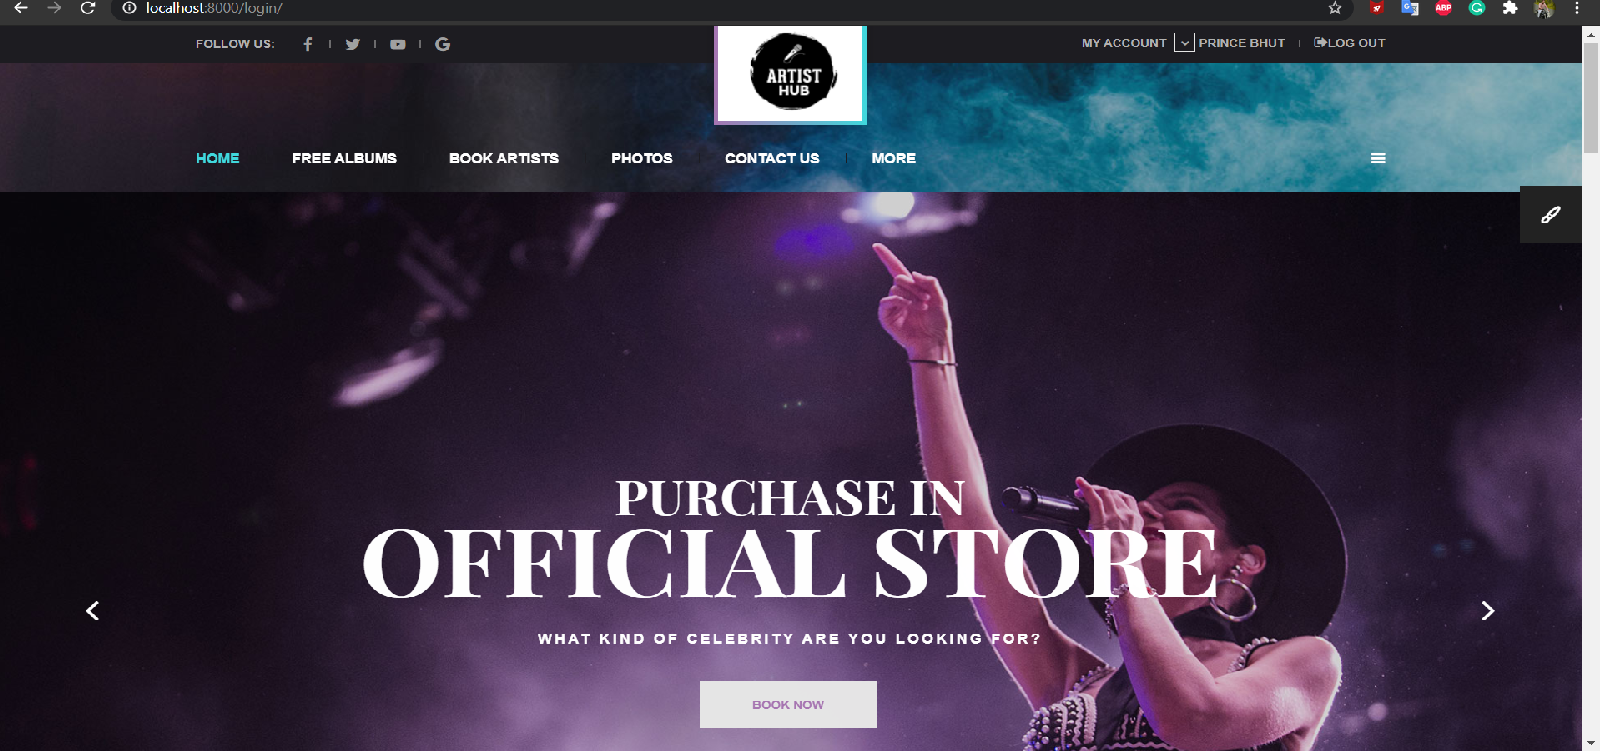 localhost:8000/login/
ABP
FOLLOW US:
ARTIST
HUB
MY ACCOUNT PRINCE BHUT LOG OUT
HOME FREE ALBUMS BOOK ARTISTS PHOTOS CONTACT US MORE
PURCHASE IN
OFFICIAL STORE
WHAT KIND OF CELEBRITY ARE YOU LOOKING FOR?
BOOK NOW